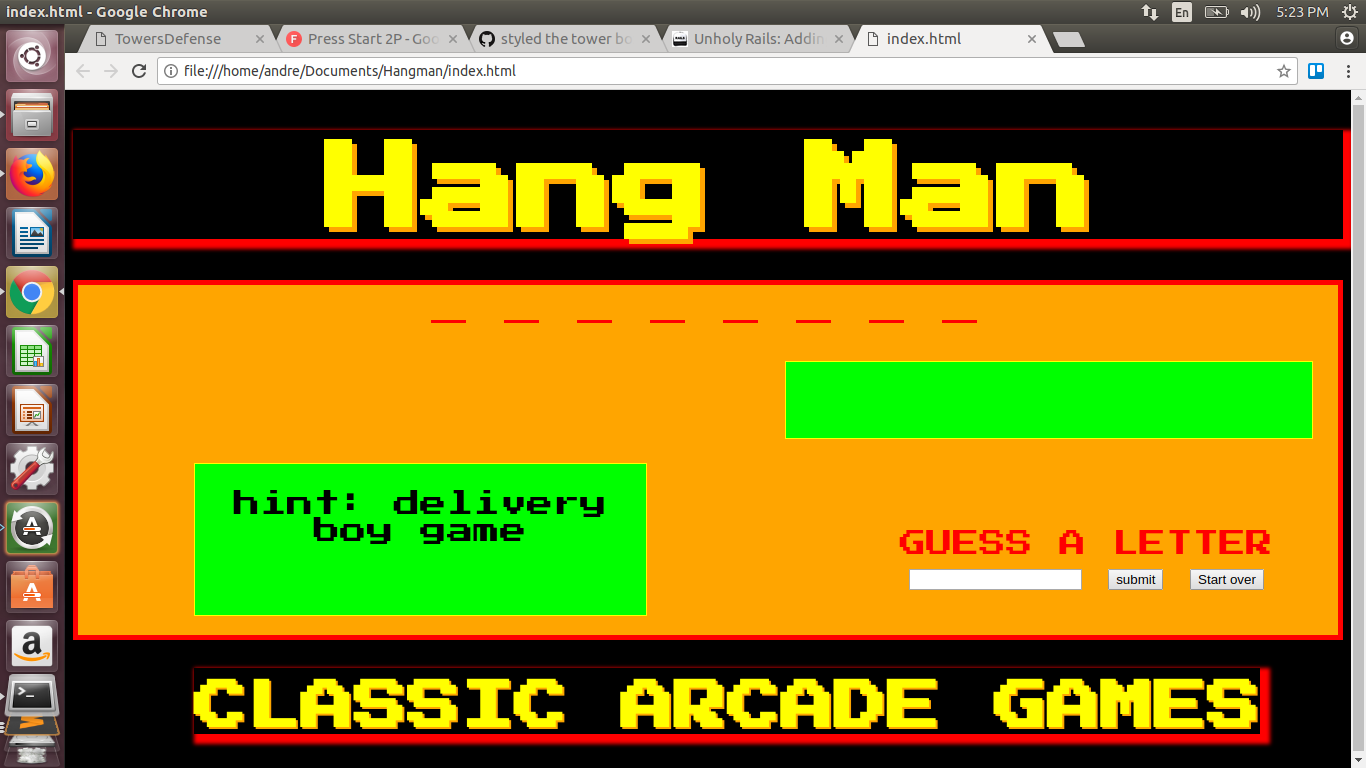 index.html - Google Chrome
En
5:23 PM
TowersDefense
Press Start 2P - Goo
styled the tower bo
Unholy Rails: Addin
index.html
file:///home/andre/Documents/Hangman/index.html
Hang Man
_ _ _ _ _ _ _ _
hint: delivery
boy game
GUESS A LETTER
submit
Start over
CLASSIC ARCADE GAMES